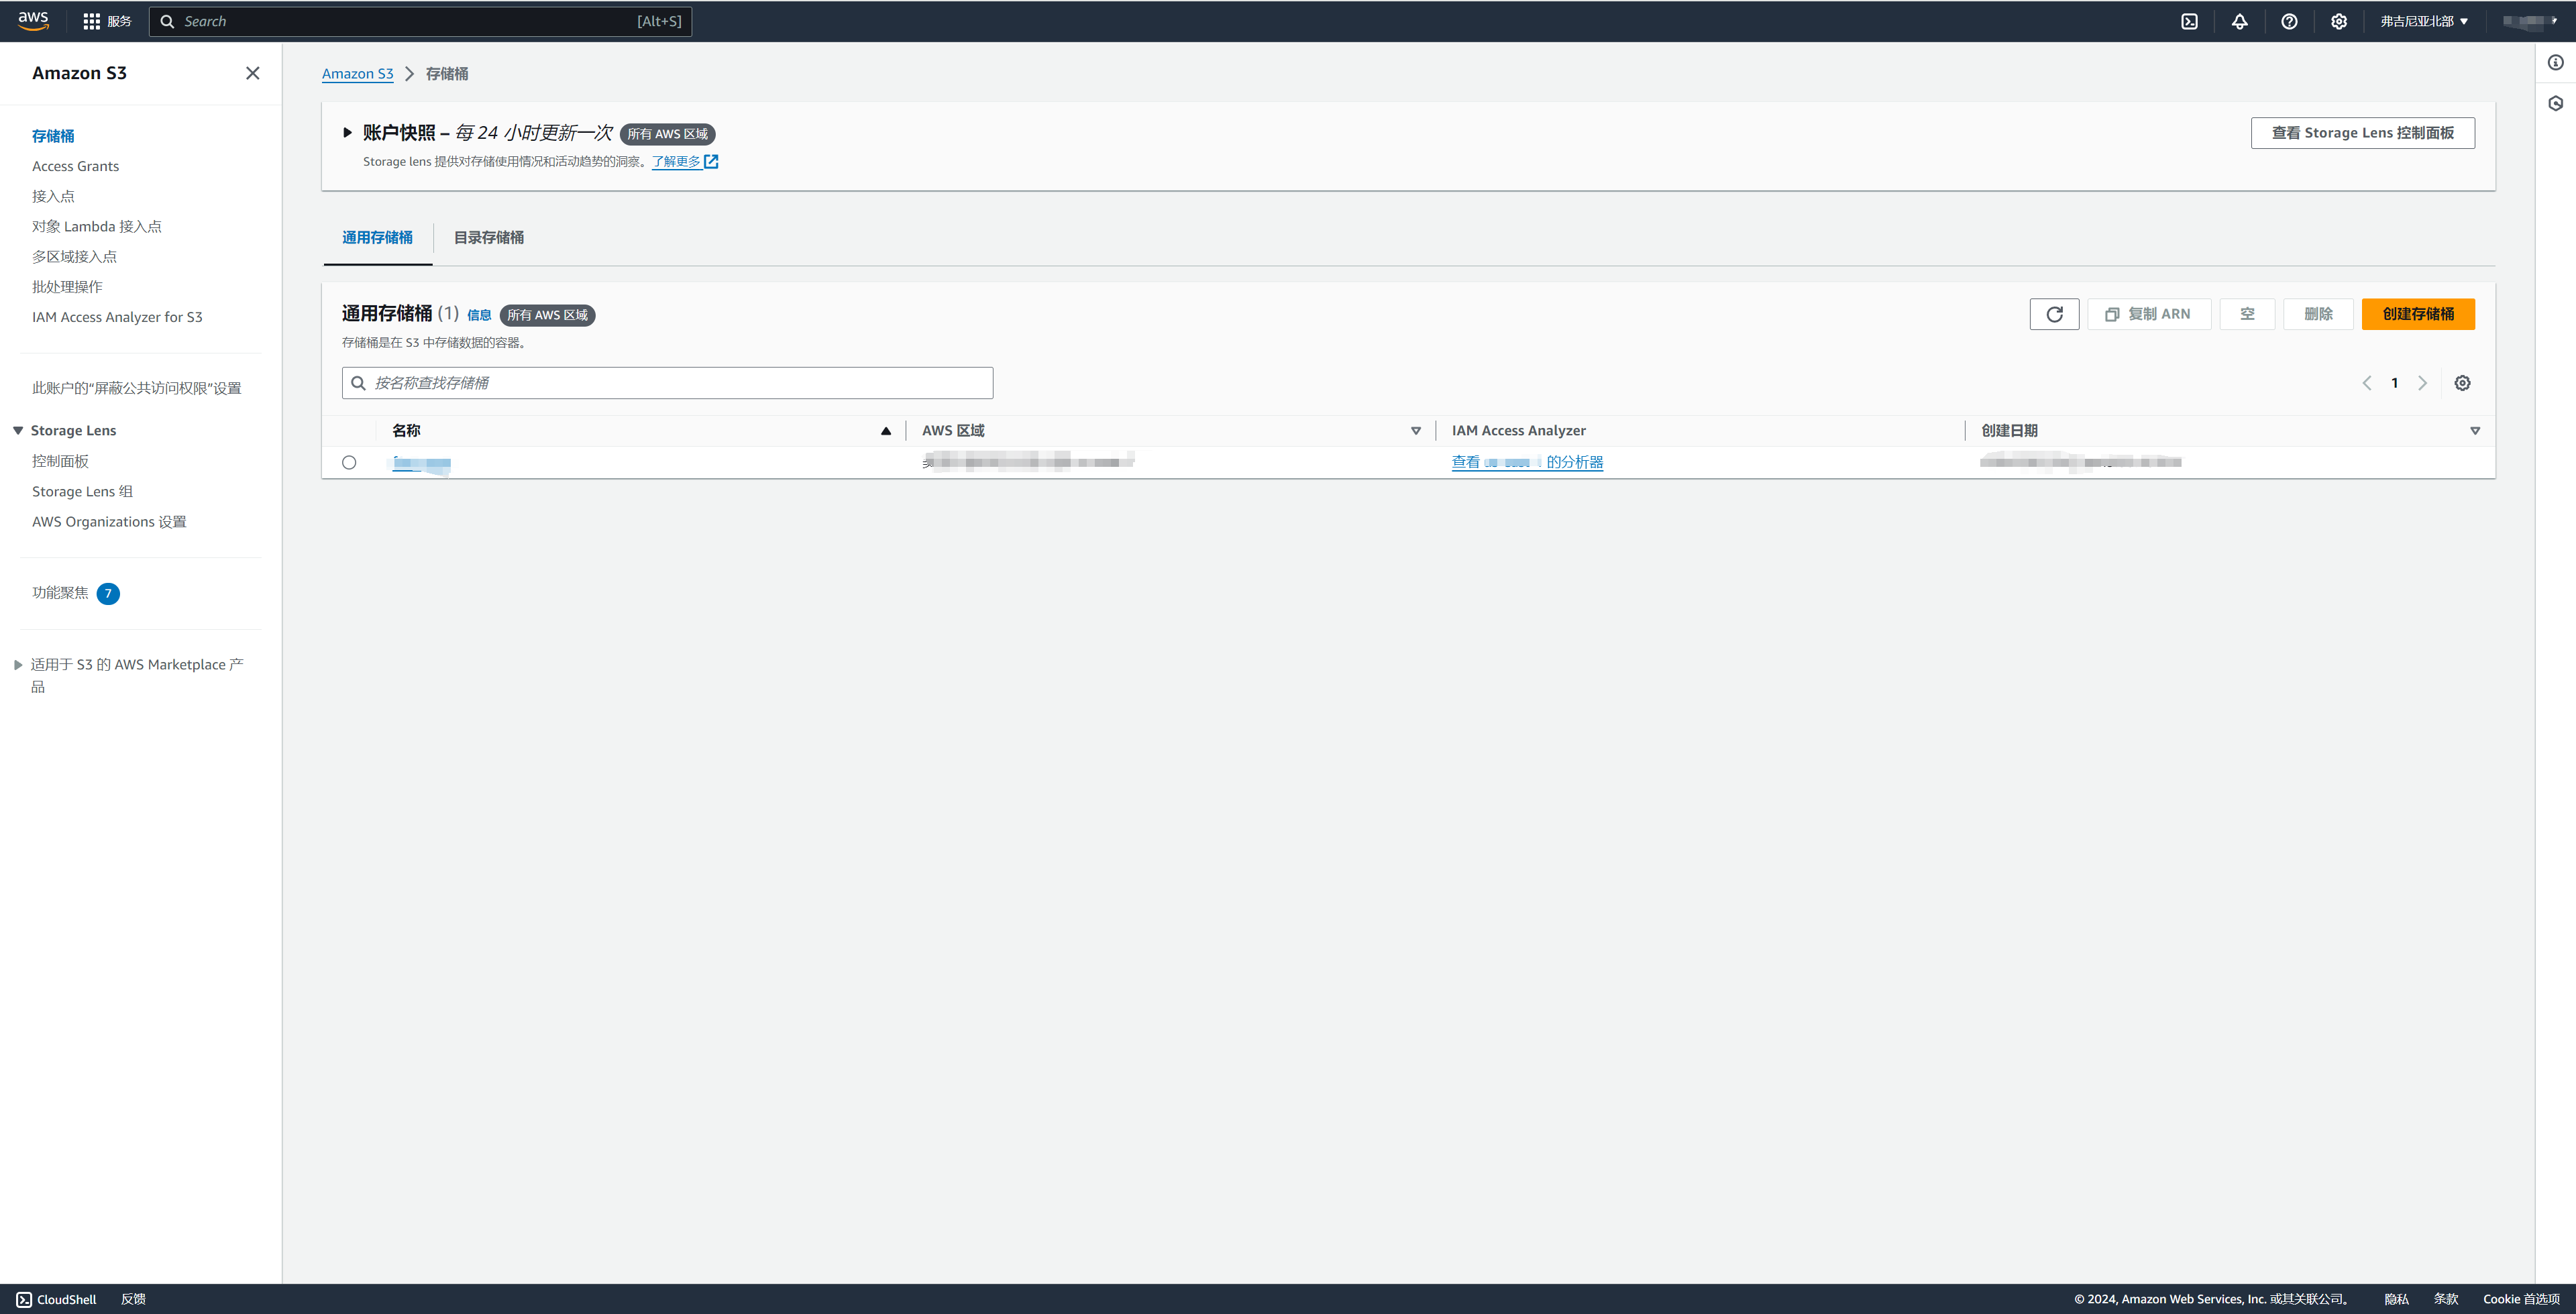 aws 服务 Search [Alt+S] 弗吉尼亚北部
Amazon S3
存储桶
Access Grants
接入点
对象 Lambda 接入点
多区域接入点
批处理操作
IAM Access Analyzer for S3
此账户的“屏蔽公共访问权限”设置
Storage Lens
控制面板
Storage Lens 组
AWS Organizations 设置
功能聚焦 7
适用于 S3 的 AWS Marketplace 产
品
Amazon S3 存储桶
账户快照 – 每 24 小时更新一次 所有 AWS 区域 查看 Storage Lens 控制面板
Storage lens 提供对存储使用情况和活动趋势的洞察。了解更多
通用存储桶 目录存储桶
通用存储桶 (1) 信息 所有 AWS 区域 复制 ARN 空 删除 创建存储桶
存储桶是在 S3 中存储数据的容器。
按名称查找存储桶 1
名称 AWS 区域 IAM Access Analyzer 创建日期
查看 的分析器
CloudShell 反馈 © 2024, Amazon Web Services, Inc. 或其关联公司。 隐私 条款 Cookie 首选项